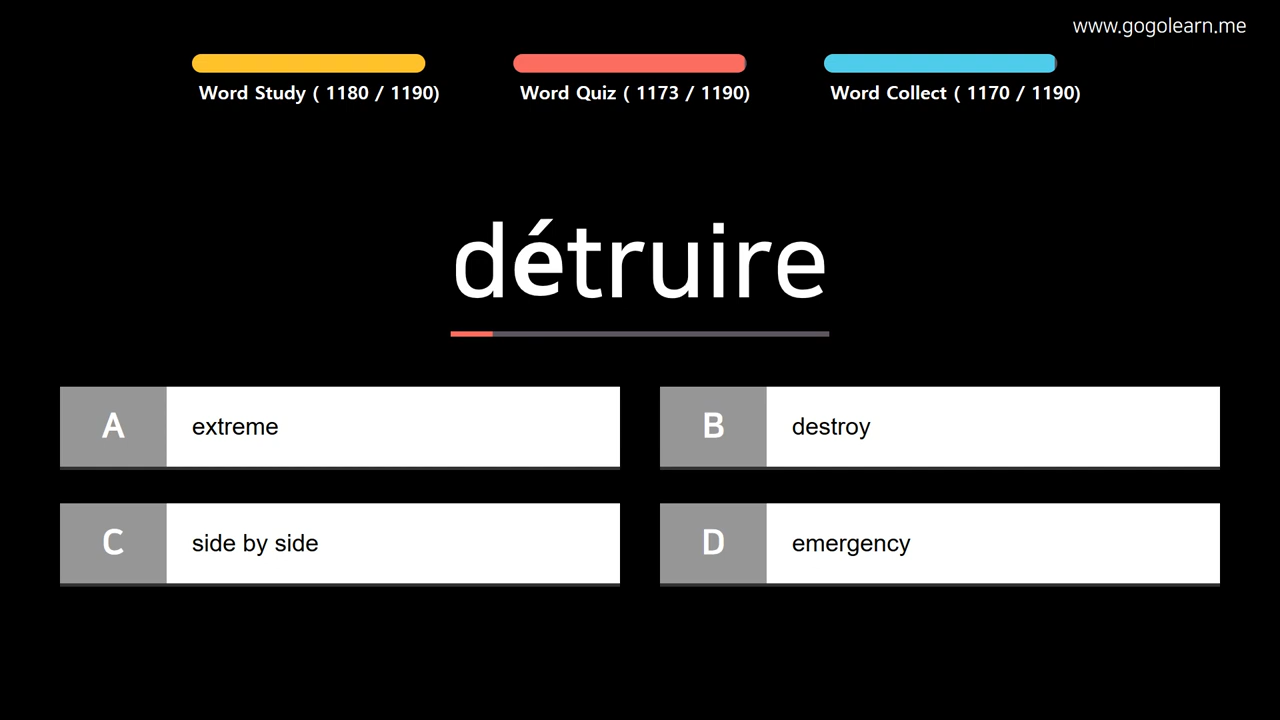 www.gogolearn.me
Word Study ( 1180 / 1190)
Word Quiz ( 1173 / 1190)
Word Collect ( 1170 / 1190)
détruire
A extreme
B destroy
C side by side
D emergency